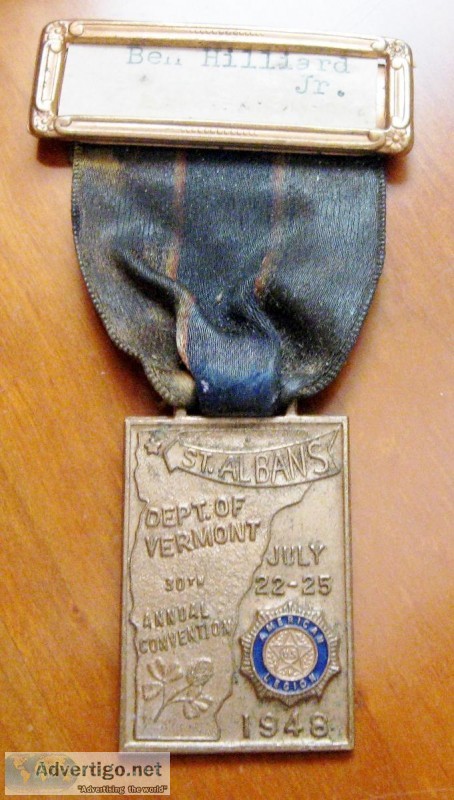 Ben Hilliard
Jr.
ST. ALBANS
DEPT. OF
VERMONT
30TH
ANNUAL
CONVENTION
JULY
22-25
AMERICAN
U.S.
LEGION
1948
Advertigo.net
"Advertising the world"